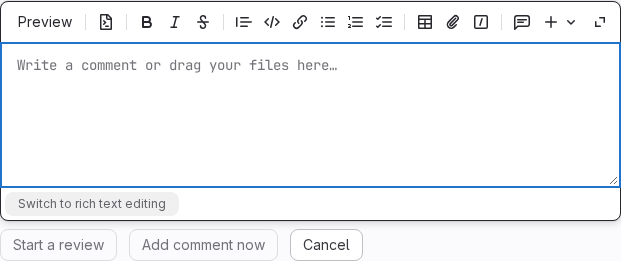 Preview
Write a comment or drag your files here…
Switch to rich text editing
Start a review Add comment now Cancel